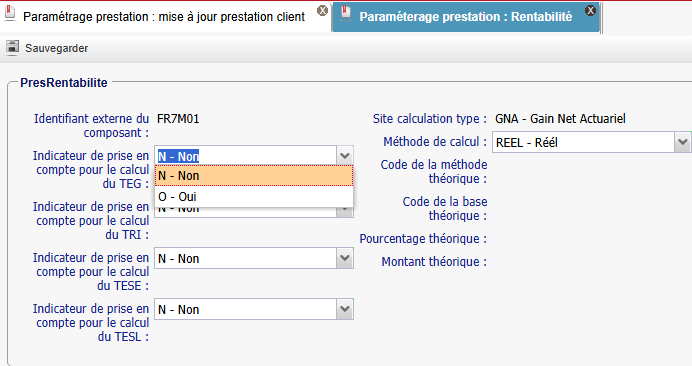 Paramétrage prestation : mise à jour prestation client
Paraméterage prestation : Rentabilité
Sauvegarder
PresRentabilite
Identifiant externe du
composant :
FR7M01
Indicateur de prise en
compte pour le calcul
du TEG :
N - Non
N - Non
O - Oui
Indicateur de prise en
compte pour le calcul
du TRI :
N - Non
Indicateur de prise en
compte pour le calcul
du TESE :
N - Non
Indicateur de prise en
compte pour le calcul
du TESL :
N - Non
Site calculation type :
GNA - Gain Net Actuariel
Méthode de calcul :
REEL - Réél
Code de la méthode
théorique :
Code de la base
théorique :
Pourcentage théorique :
Montant théorique :